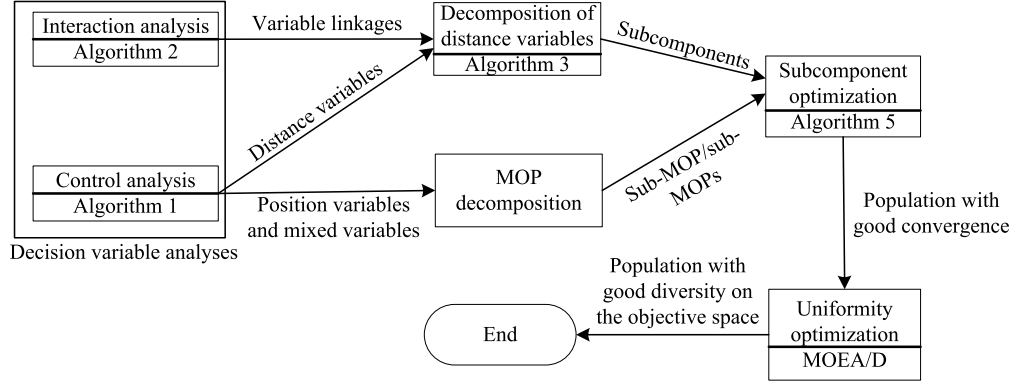 Interaction analysis
Algorithm 2
Variable linkages
Decomposition of
distance variables
Algorithm 3
Subcomponents
Subcomponent
optimization
Algorithm 5
Distance variables
Control analysis
Algorithm 1
Position variables
and mixed variables
MOP
decomposition
Sub-MOP/sub-
MOPs
Decision variable analyses
Population with
good convergence
Uniformity
optimization
MOEA/D
Population with
good diversity on
the objective space
End